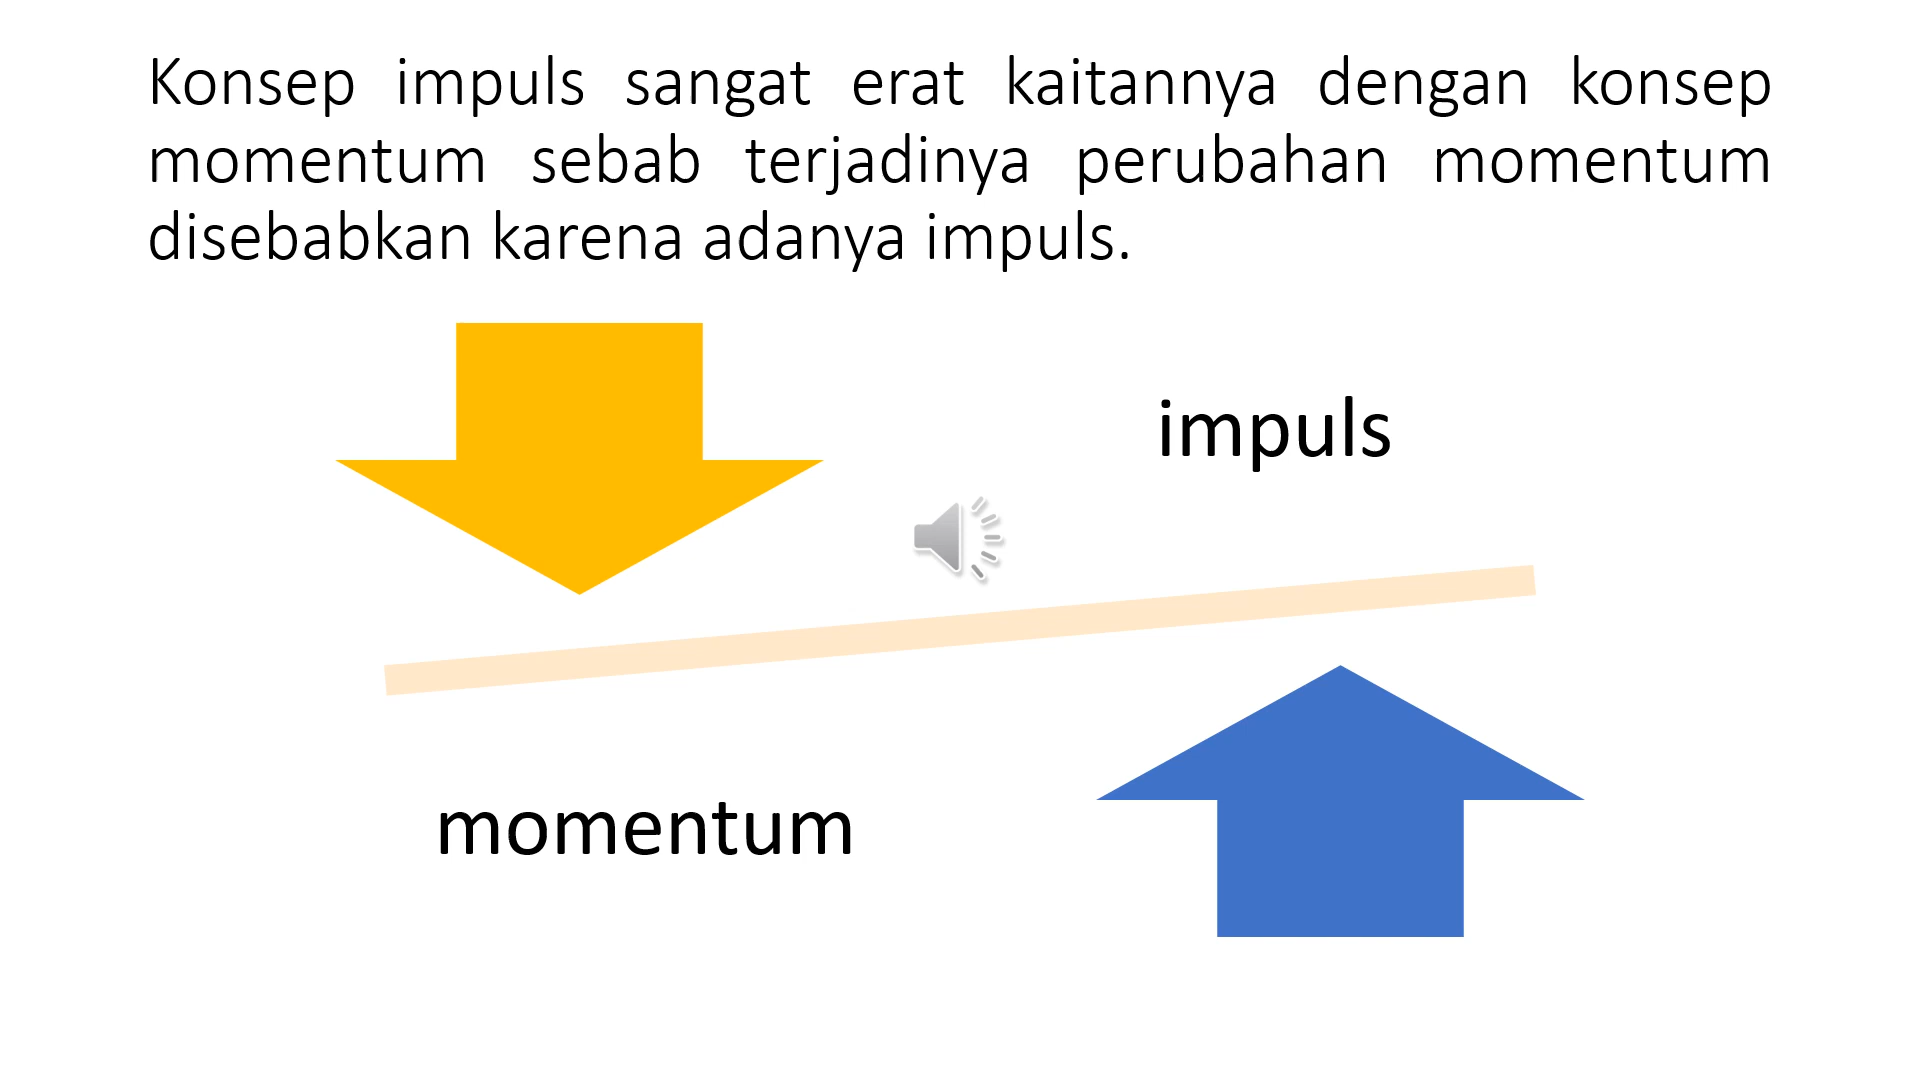 Konsep impuls sangat erat kaitannya dengan konsep
momentum sebab terjadinya perubahan momentum
disebabkan karena adanya impuls.
impuls
momentum